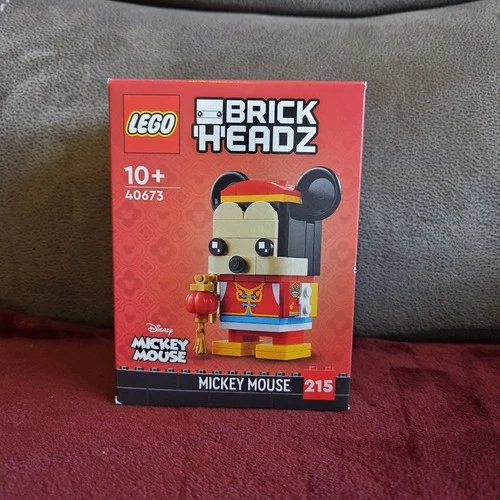 LEGO
BRICK
HEADZ
10+
40673
Disney
MICKEY
MOUSE
MICKEY MOUSE 215